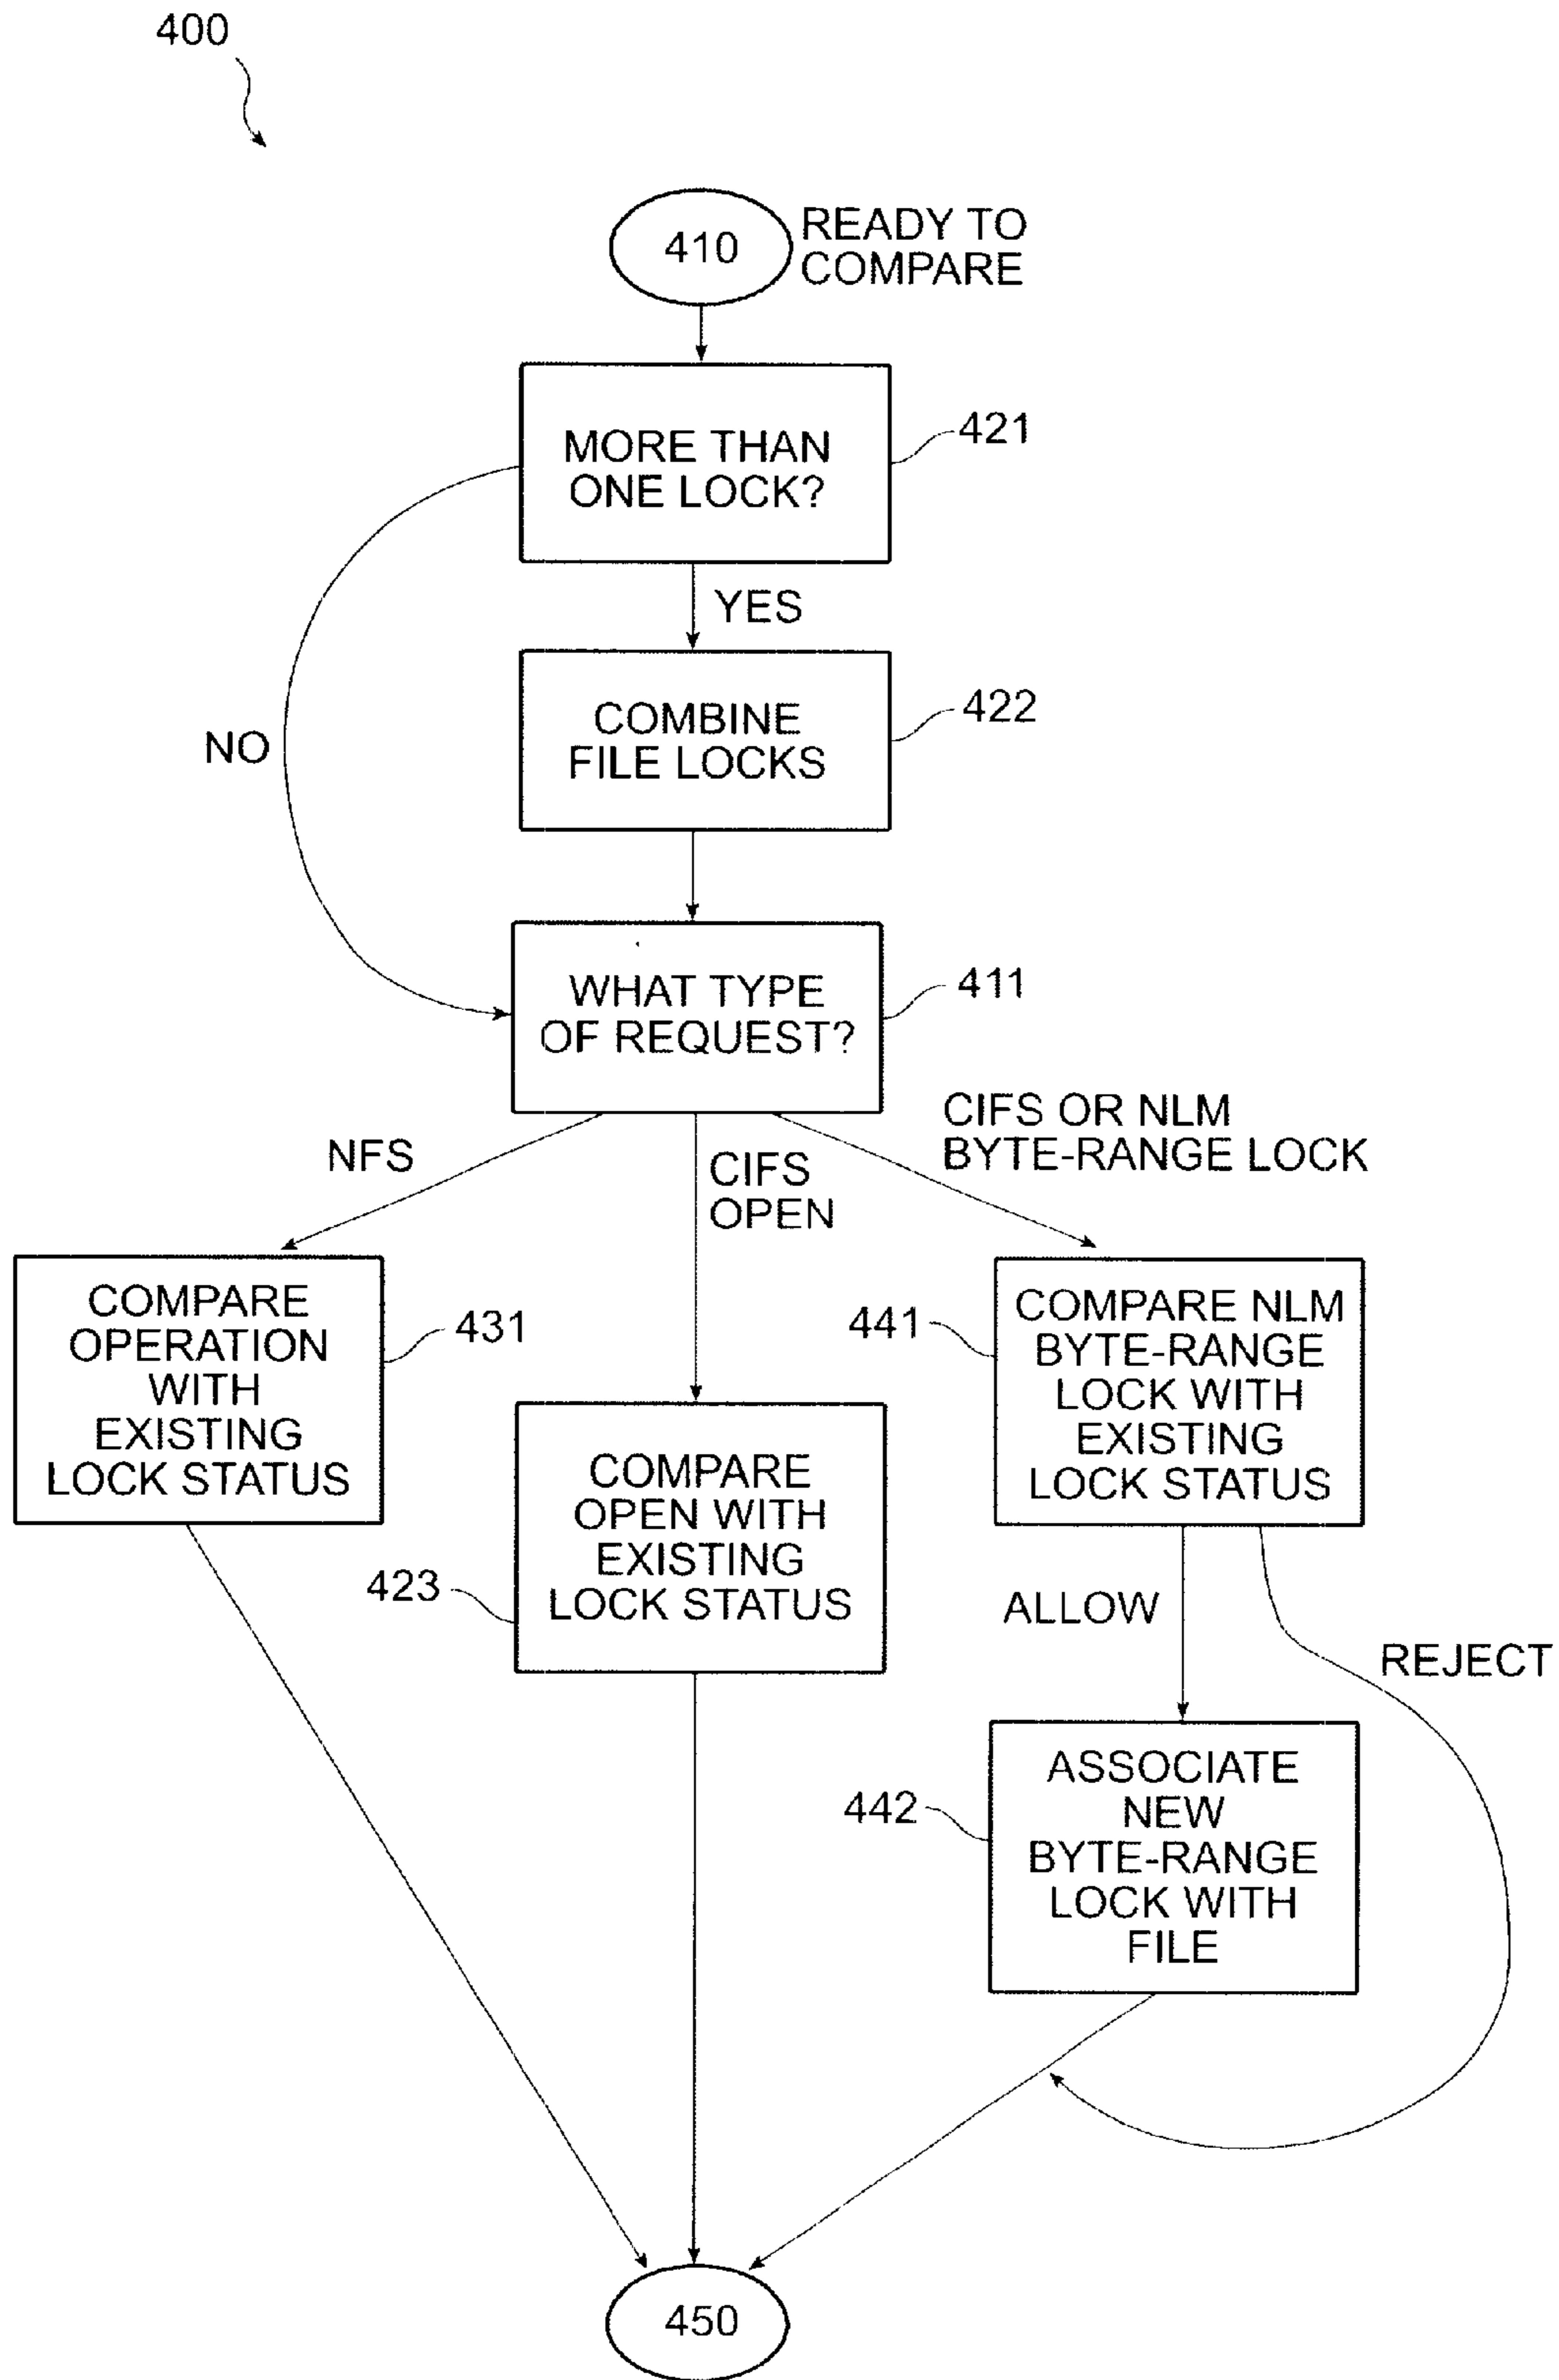 400
410
READY TO
COMPARE
MORE THAN
ONE LOCK?
421
YES
COMBINE
FILE LOCKS
422
NO
WHAT TYPE
OF REQUEST?
411
NFS
CIFS
OPEN
CIFS OR NLM
BYTE-RANGE LOCK
COMPARE
OPERATION
WITH
EXISTING
LOCK STATUS
431
COMPARE
OPEN WITH
EXISTING
LOCK STATUS
423
441
COMPARE NLM
BYTE-RANGE
LOCK WITH
EXISTING
LOCK STATUS
ALLOW
REJECT
442
ASSOCIATE
NEW
BYTE-RANGE
LOCK WITH
FILE
450